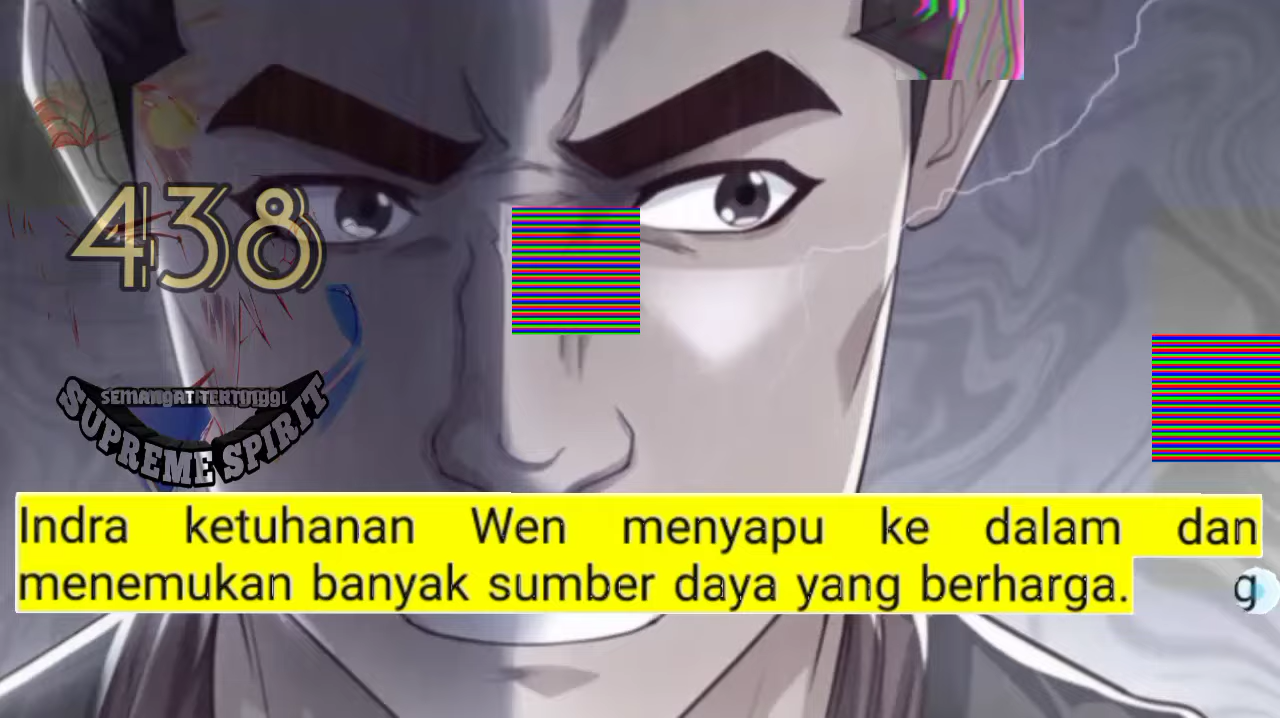 438
SEMANGAT TERTINGGI
SUPREME SPIRIT
Indra ketuhanan Wen menyapu ke dalam dan
menemukan banyak sumber daya yang berharga. g